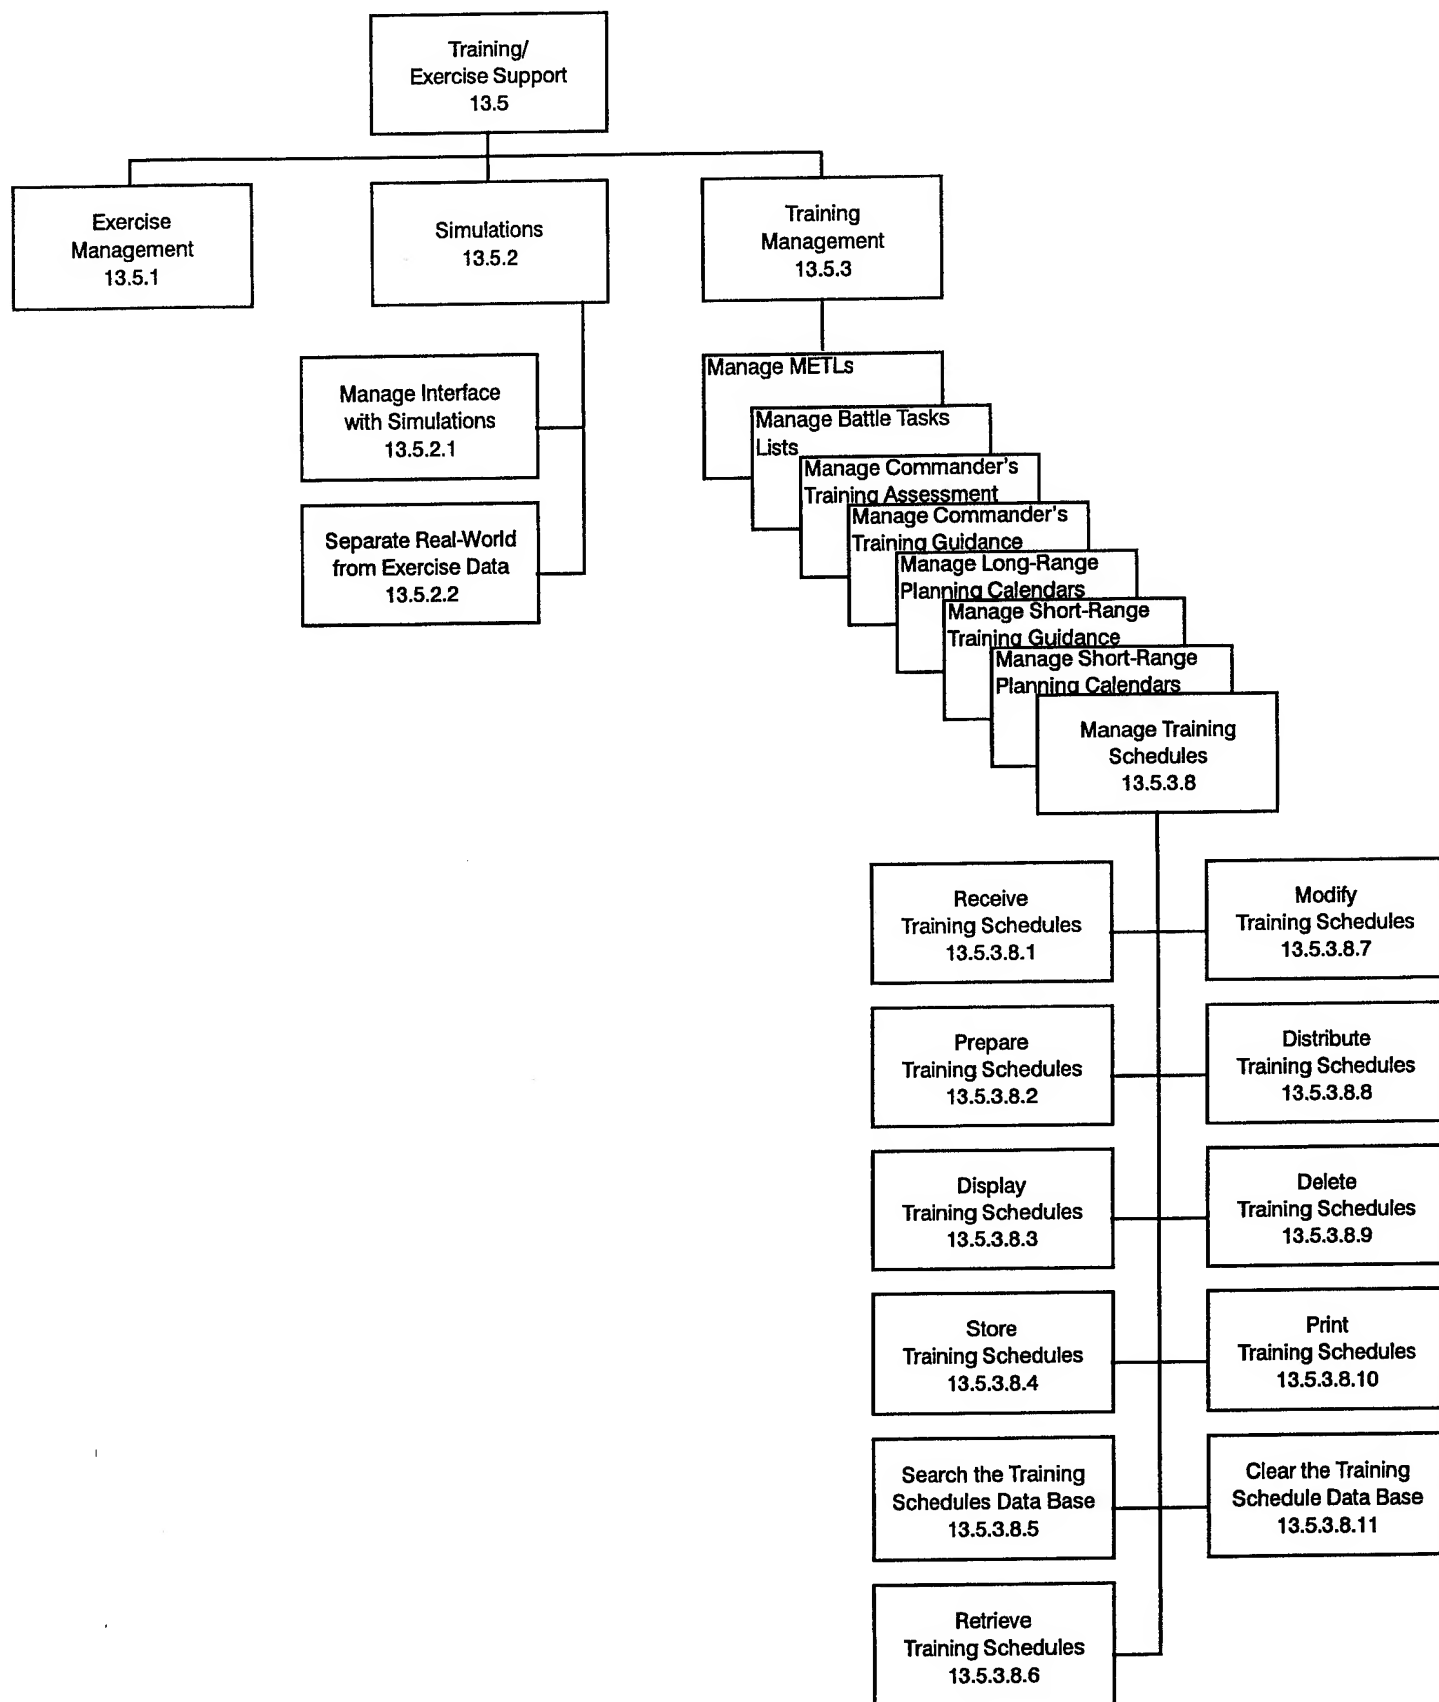 Training/
Exercise Support
13.5
Exercise
Management
13.5.1
Simulations
13.5.2
Training
Management
13.5.3
Manage Interface
with Simulations
13.5.2.1
Separate Real-World
from Exercise Data
13.5.2.2
Manage METLs
Manage Battle Tasks
Lists
Manage Commander's
Training Assessment
Manage Commander's
Training Guidance
Manage Long-Range
Planning Calendars
Manage Short-Range
Training Guidance
Manage Short-Range
Planning Calendars
Manage Training
Schedules
13.5.3.8
Receive
Training Schedules
13.5.3.8.1
Prepare
Training Schedules
13.5.3.8.2
Display
Training Schedules
13.5.3.8.3
Store
Training Schedules
13.5.3.8.4
Search the Training
Schedules Data Base
13.5.3.8.5
Retrieve
Training Schedules
13.5.3.8.6
Modify
Training Schedules
13.5.3.8.7
Distribute
Training Schedules
13.5.3.8.8
Delete
Training Schedules
13.5.3.8.9
Print
Training Schedules
13.5.3.8.10
Clear the Training
Schedule Data Base
13.5.3.8.11